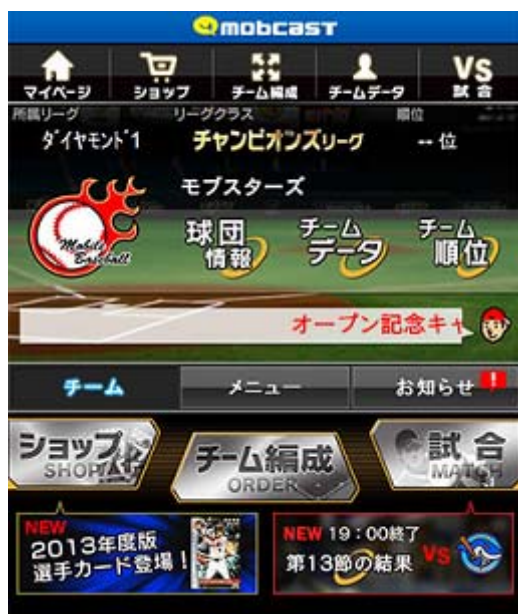 mobcast
マイページ ショップ チーム編成 チームデータ VS 試合
所属リーグ リーグクラス 順位
ダイヤモンド1 チャンピオンズリーグ -- 位
モブスターズ
Mobile
Baseball
球団
情報
チーム
データ
チーム
順位
オープン記念キャ
チーム メニュー お知らせ !
ショップ
SHOP
チーム編成
ORDER
試合
MATCH
NEW
2013年度版
選手カード登場!
NEW 19:00終了
第13節の結果 VS